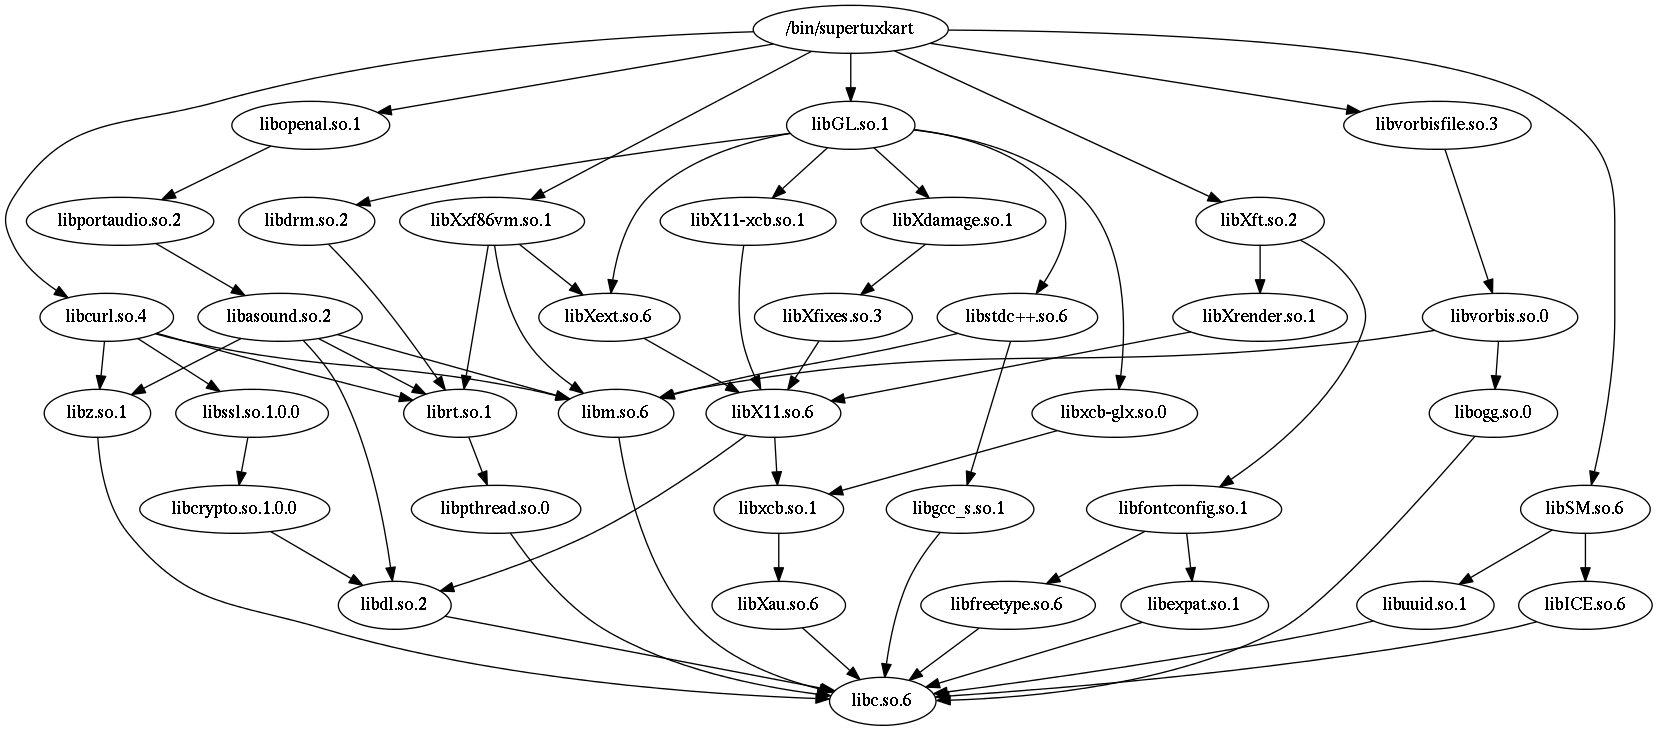 /bin/supertuxkart
libopenal.so.1
libGL.so.1
libvorbisfile.so.3
libportaudio.so.2
libdrm.so.2
libXxf86vm.so.1
libX11-xcb.so.1
libXdamage.so.1
libXft.so.2
libcurl.so.4
libasound.so.2
libXext.so.6
libXfixes.so.3
libstdc++.so.6
libXrender.so.1
libvorbis.so.0
libz.so.1
libssl.so.1.0.0
librt.so.1
libm.so.6
libX11.so.6
libxcb-glx.so.0
libogg.so.0
libcrypto.so.1.0.0
libpthread.so.0
libxcb.so.1
libgcc_s.so.1
libfontconfig.so.1
libSM.so.6
libdl.so.2
libXau.so.6
libfreetype.so.6
libexpat.so.1
libuuid.so.1
libICE.so.6
libc.so.6